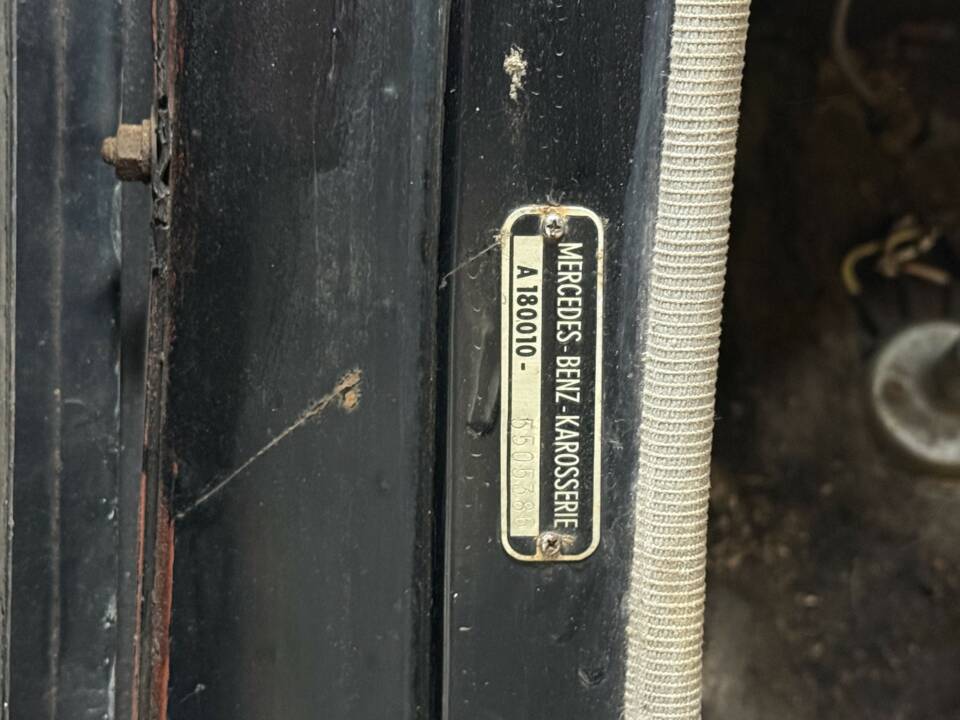 MERCEDES-BENZ-KAROSSERIE
A 180010-